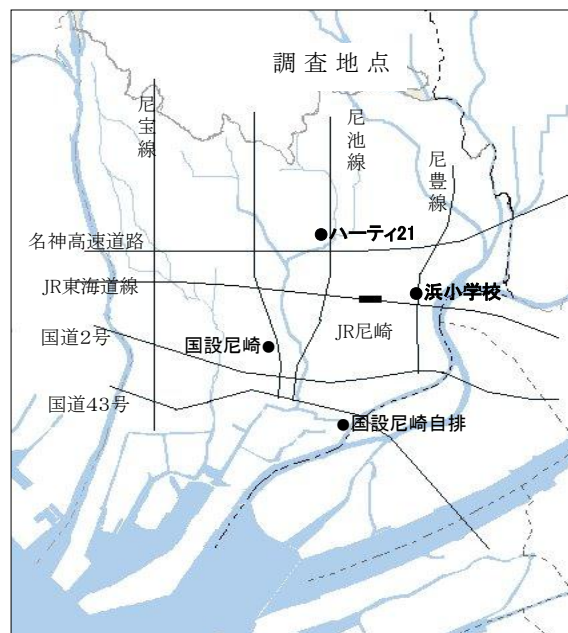 調査地点
尼宝線
尼池線
尼豊線
●ハーティ21
名神高速道路
JR東海道線
●浜小学校
国道2号
国設尼崎●
JR尼崎
国道43号
●国設尼崎自排